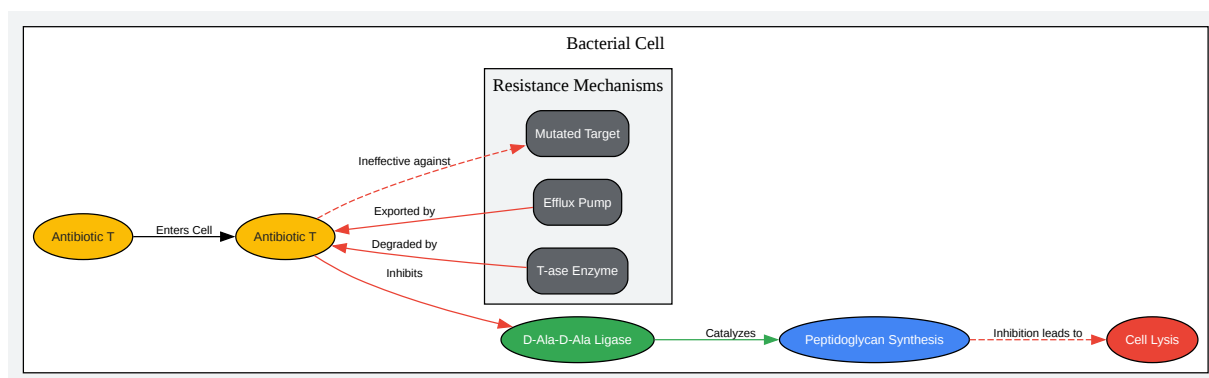 Bacterial Cell
Resistance Mechanisms
Mutated Target
Ineffective against
Efflux Pump
Exported by
Antibiotic T
Enters Cell
Antibiotic T
Degraded by
T-ase Enzyme
Inhibits
D-Ala-D-Ala Ligase
Catalyzes
Peptidoglycan Synthesis
Inhibition leads to
Cell Lysis